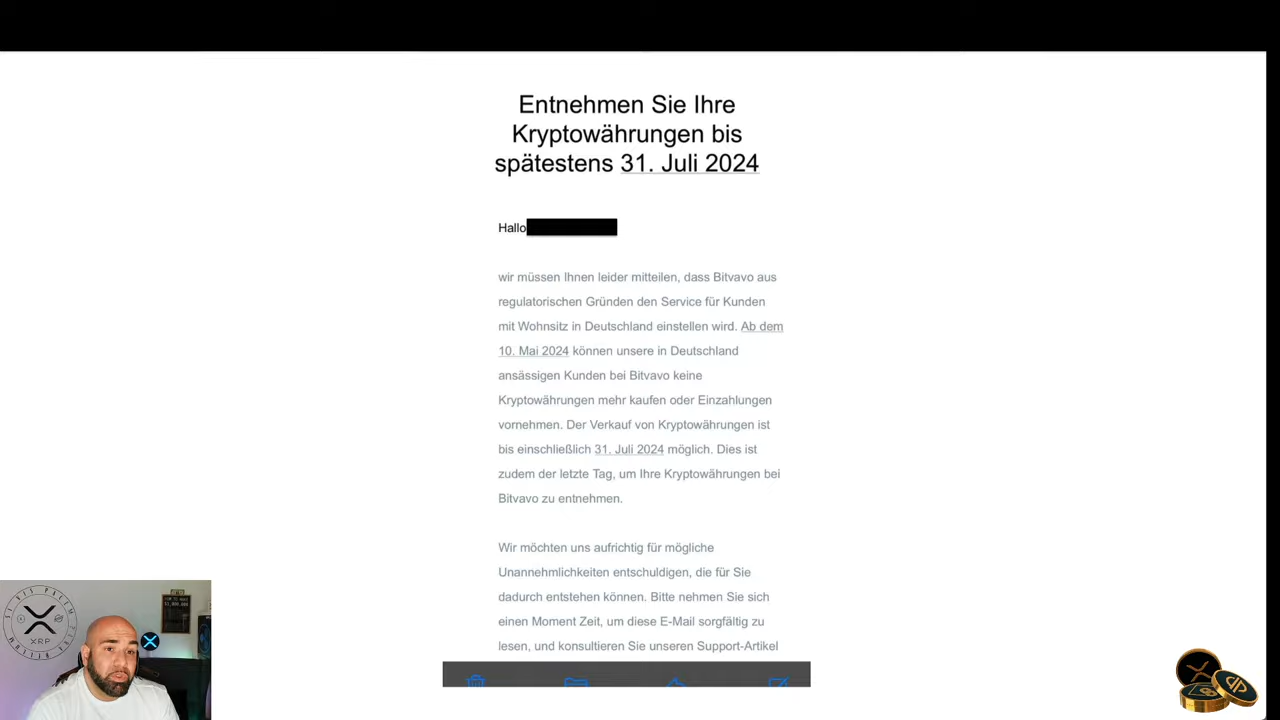 Entnehmen Sie Ihre
Kryptowährungen bis
spätestens 31. Juli 2024
Hallo
wir müssen Ihnen leider mitteilen, dass Bitvavo aus
regulatorischen Gründen den Service für Kunden
mit Wohnsitz in Deutschland einstellen wird. Ab dem
10. Mai 2024 können unsere in Deutschland
ansässigen Kunden bei Bitvavo keine
Kryptowährungen mehr kaufen oder Einzahlungen
vornehmen. Der Verkauf von Kryptowährungen ist
bis einschließlich 31. Juli 2024 möglich. Dies ist
zudem der letzte Tag, um Ihre Kryptowährungen bei
Bitvavo zu entnehmen.
Wir möchten uns aufrichtig für mögliche
Unannehmlichkeiten entschuldigen, die für Sie
dadurch entstehen können. Bitte nehmen Sie sich
einen Moment Zeit, um diese E-Mail sorgfältig zu
lesen, und konsultieren Sie unseren Support-Artikel
XRP